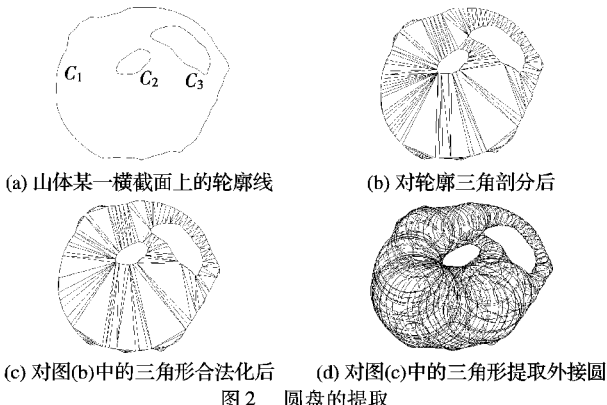 C1
C2
C3
(a) 山体某一横截面上的轮廓线
(b) 对轮廓三角剖分后
(c) 对图(b)中的三角形合法化后
(d) 对图(c)中的三角形提取外接圆
图 2 圆盘的提取